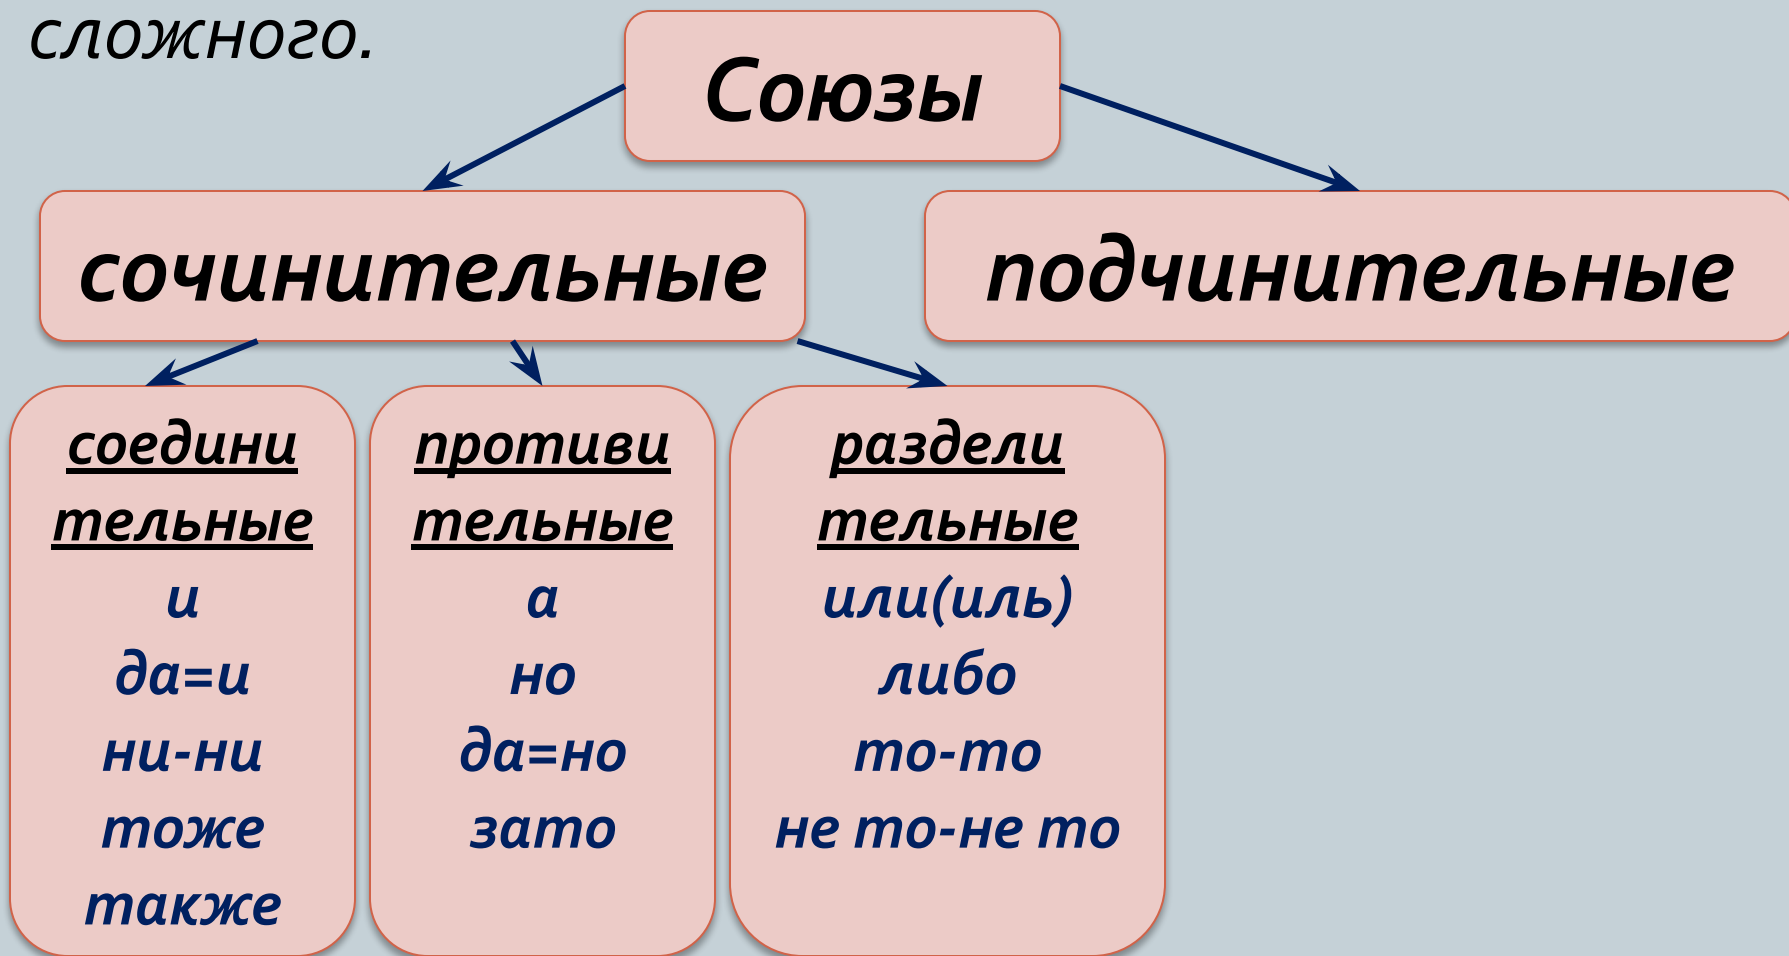 сложного.
Союзы
сочинительные
подчинительные
соедини
тельные
и
да=и
ни-ни
тоже
также
противи
тельные
а
но
да=но
зато
раздели
тельные
или(иль)
либо
то-то
не то-не то